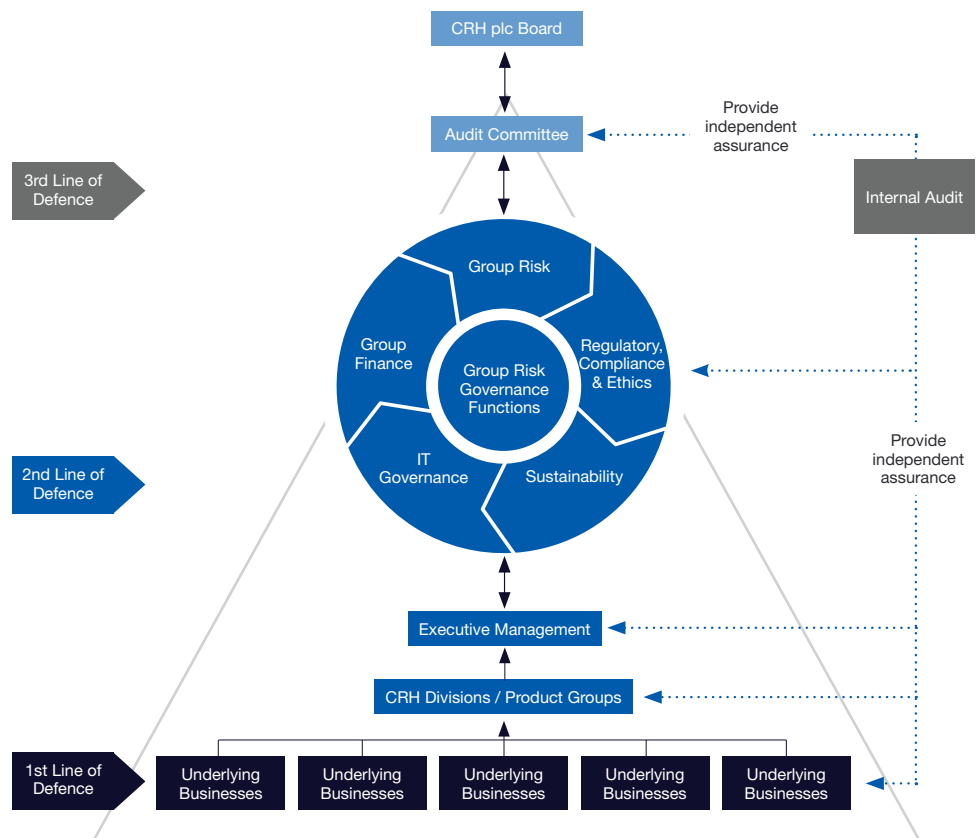 CRH plc Board
Audit Committee
Provide
independent
assurance
3rd Line of
Defence
Internal Audit
Group Risk
Group
Finance
Regulatory,
Compliance
& Ethics
Group Risk
Governance
Functions
IT
Governance
Sustainability
2nd Line of
Defence
Provide
independent
assurance
Executive Management
CRH Divisions / Product Groups
1st Line of
Defence
Underlying
Businesses
Underlying
Businesses
Underlying
Businesses
Underlying
Businesses
Underlying
Businesses